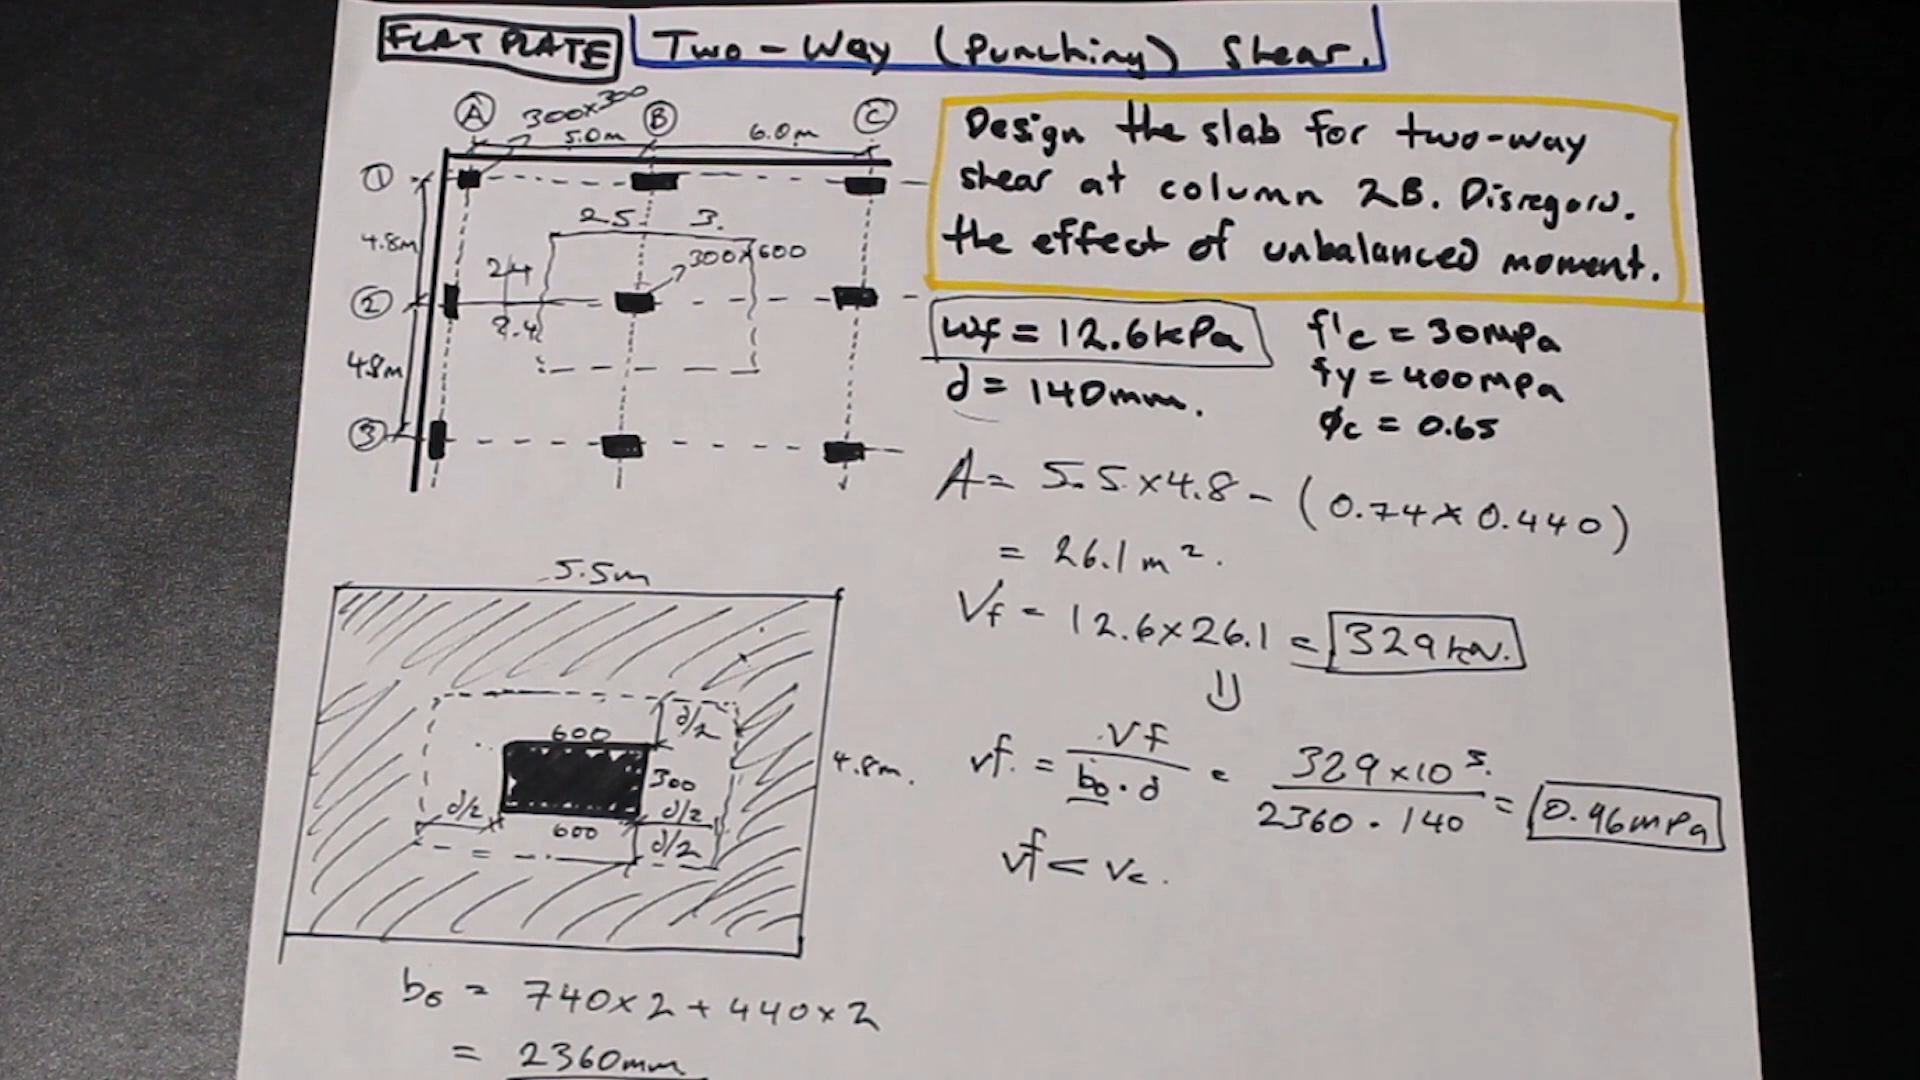 FLAT PLATE
Two-Way (Punching) Shear.
A
300x300
B
C
5.0m
6.0m
1
4.8m
2.5
3.
300x600
2.4
2
2.4
4.8m
3
Design the slab for two-way
shear at column 2B. Disregard.
the effect of unbalanced moment.
wf = 12.6kPa
d = 140mm.
f'c = 30MPa
fy = 400MPa
φc = 0.65
A = 5.5x4.8 - (0.74x0.440)
= 26.1m².
Vf = 12.6x26.1 = 329kN.
vf = Vf / bo·d = 329x10³. / 2360·140 = 0.96MPa
vf < vc.
5.5m
d/2
600
300
4.8m.
d/2
d/2
600
d/2
bo = 740x2 + 440x2
= 2360mm